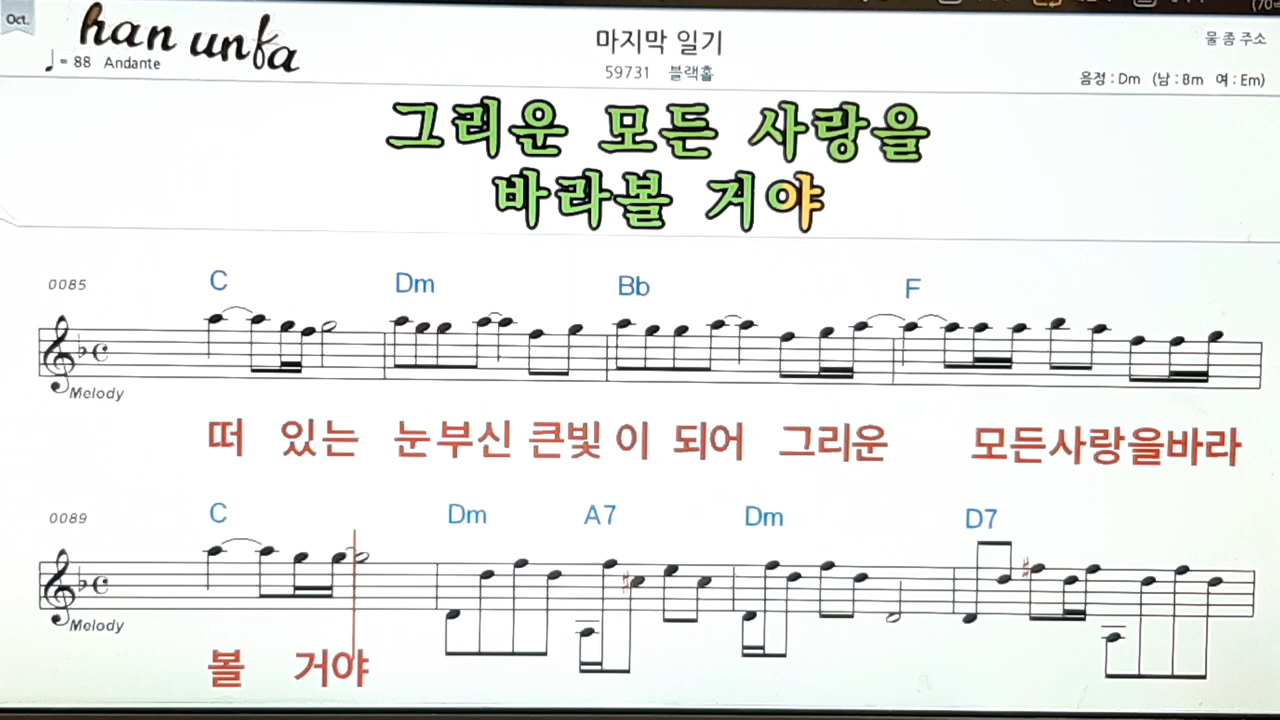 Oct.
han unfa
마지막 일기
물 종 주소
♩= 88 Andante
59731 블랙홀
음정 : Dm (남 : Bm 여 : Em)
그리운 모든 사랑을
바라볼 거야
0085
C Dm Bb F
Melody
떠 있는 눈부신 큰빛 이 되어 그리운 모든사랑을바라
0089
C Dm A7 Dm D7
Melody
볼 거야